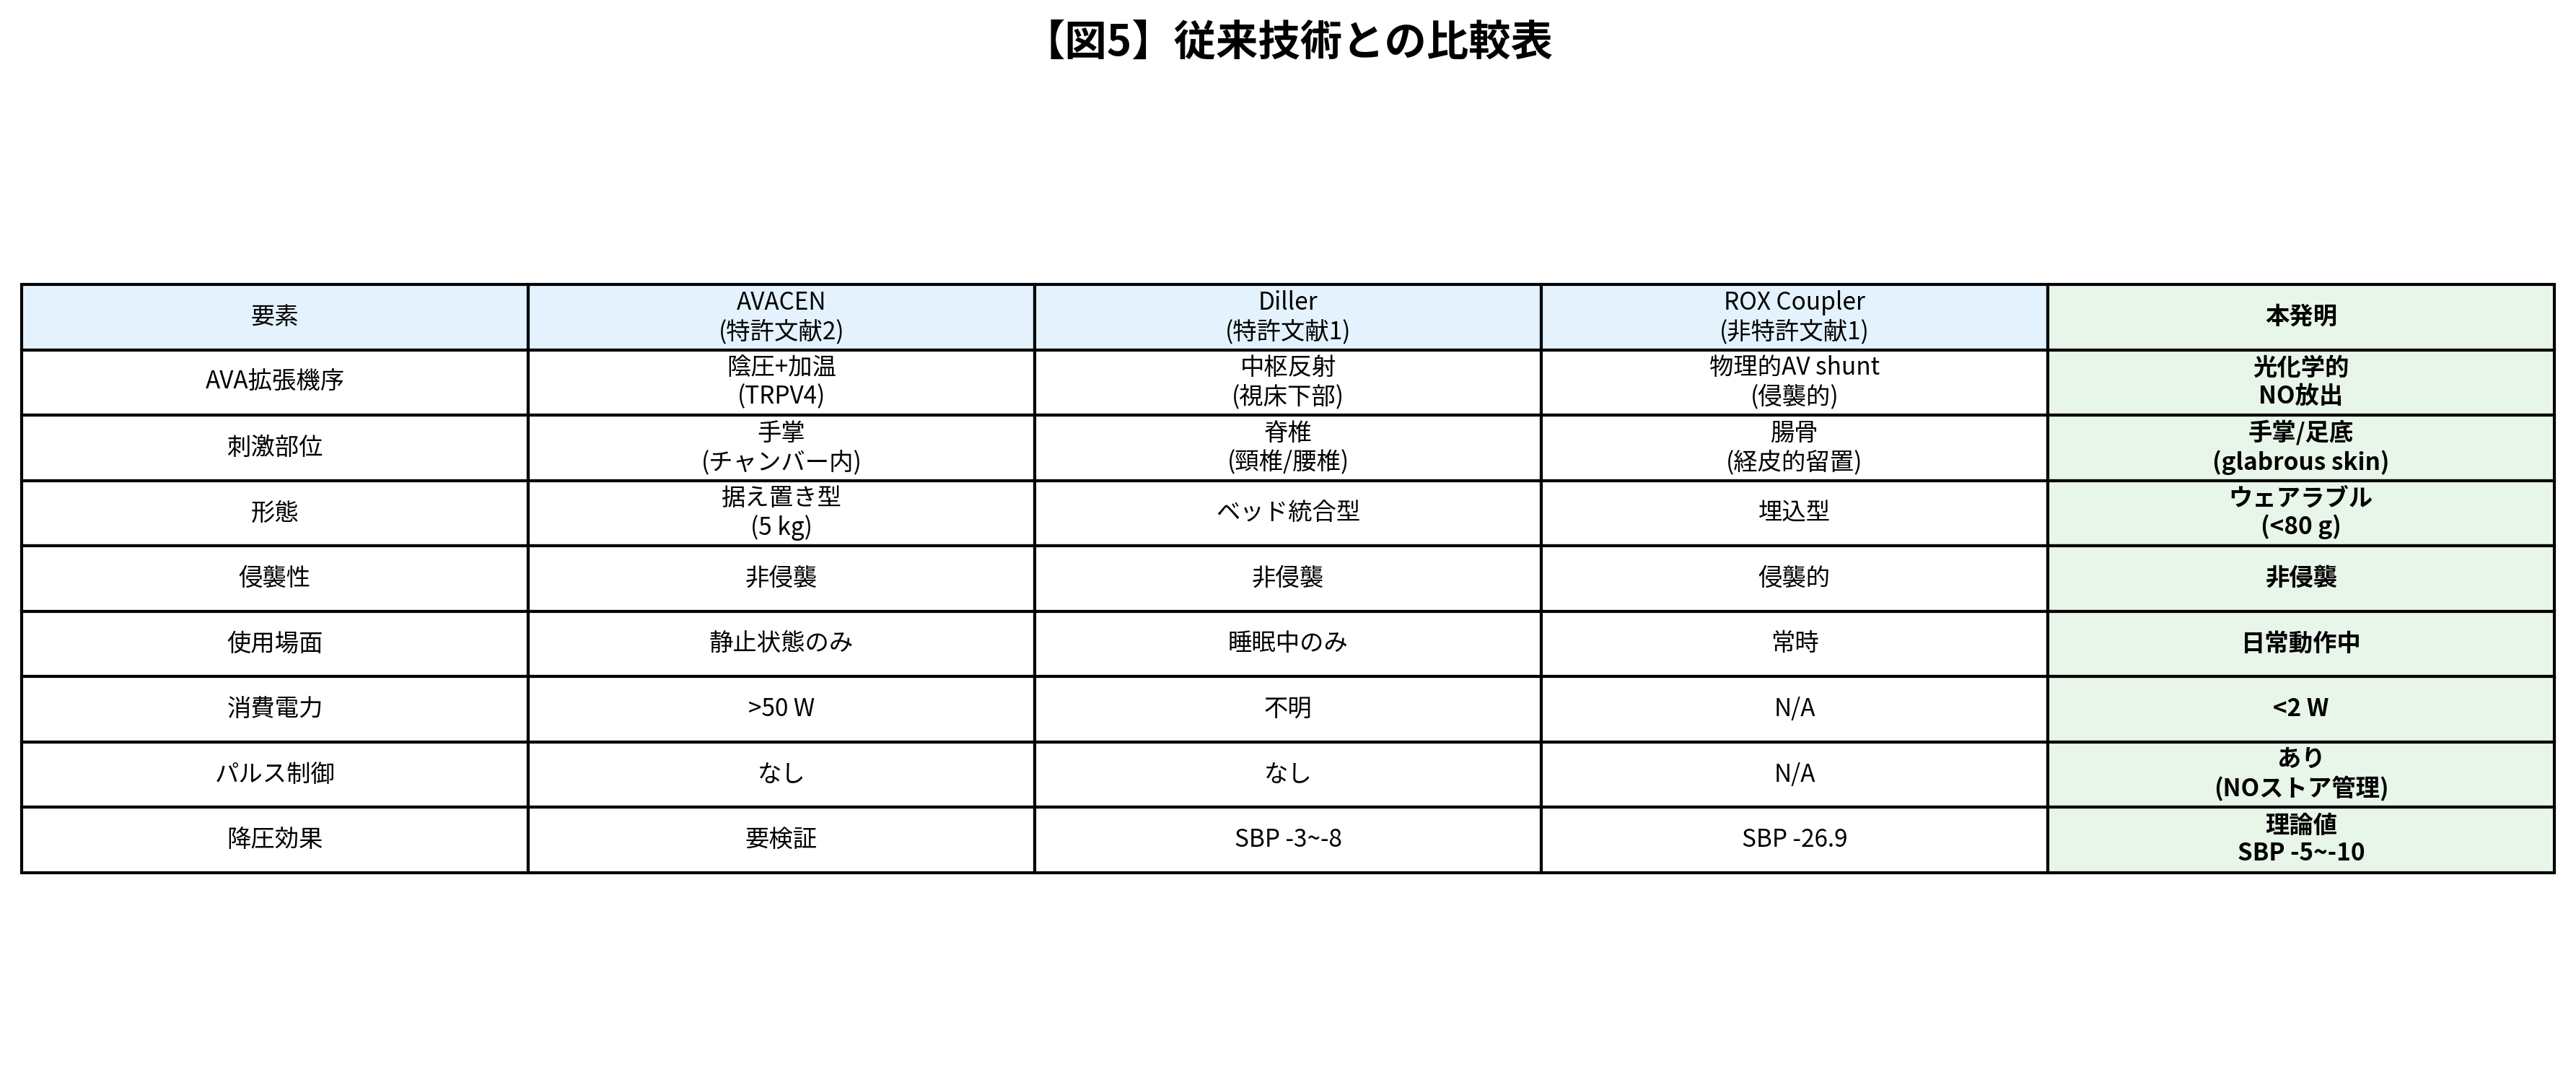 【図5】従来技術との比較表
要素
AVACEN
(特許文献2)
Diller
(特許文献1)
ROX Coupler
(非特許文献1)
本発明
AVA拡張機序
陰圧+加温
(TRPV4)
中枢反射
(視床下部)
物理的AV shunt
(侵襲的)
光化学的
NO放出
刺激部位
手掌
(チャンバー内)
脊椎
(頸椎/腰椎)
腸骨
(経皮的留置)
手掌/足底
(glabrous skin)
形態
据え置き型
(5 kg)
ベッド統合型
埋込型
ウェアラブル
(<80 g)
侵襲性
非侵襲
非侵襲
侵襲的
非侵襲
使用場面
静止状態のみ
睡眠中のみ
常時
日常動作中
消費電力
>50 W
不明
N/A
<2 W
パルス制御
なし
なし
N/A
あり
(NOストア管理)
降圧効果
要検証
SBP -3~-8
SBP -26.9
理論値
SBP -5~-10